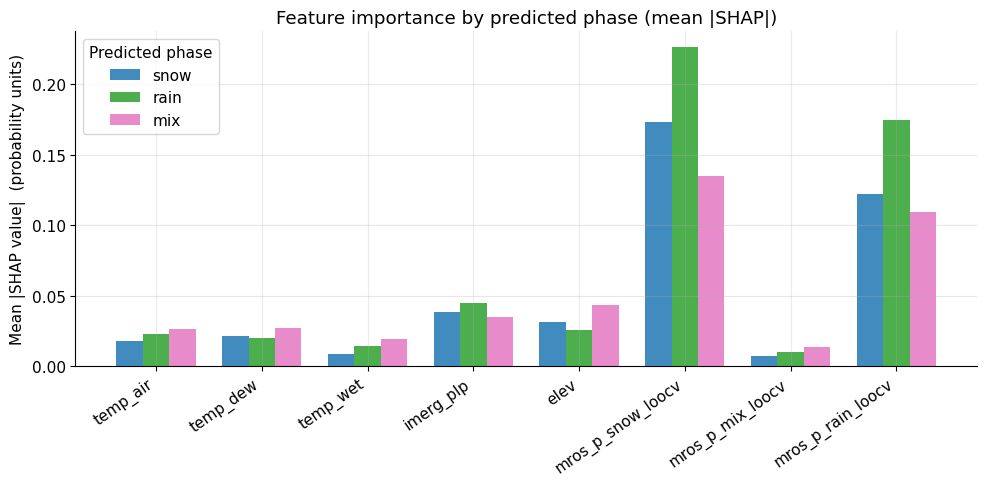 Feature importance by predicted phase (mean |SHAP|)
Mean |SHAP value|  (probability units)
0.20
0.15
0.10
0.05
0.00
Predicted phase
snow
rain
mix
temp_air
temp_dew
temp_wet
imerg_plp
elev
mros_p_snow_loocv
mros_p_mix_loocv
mros_p_rain_loocv